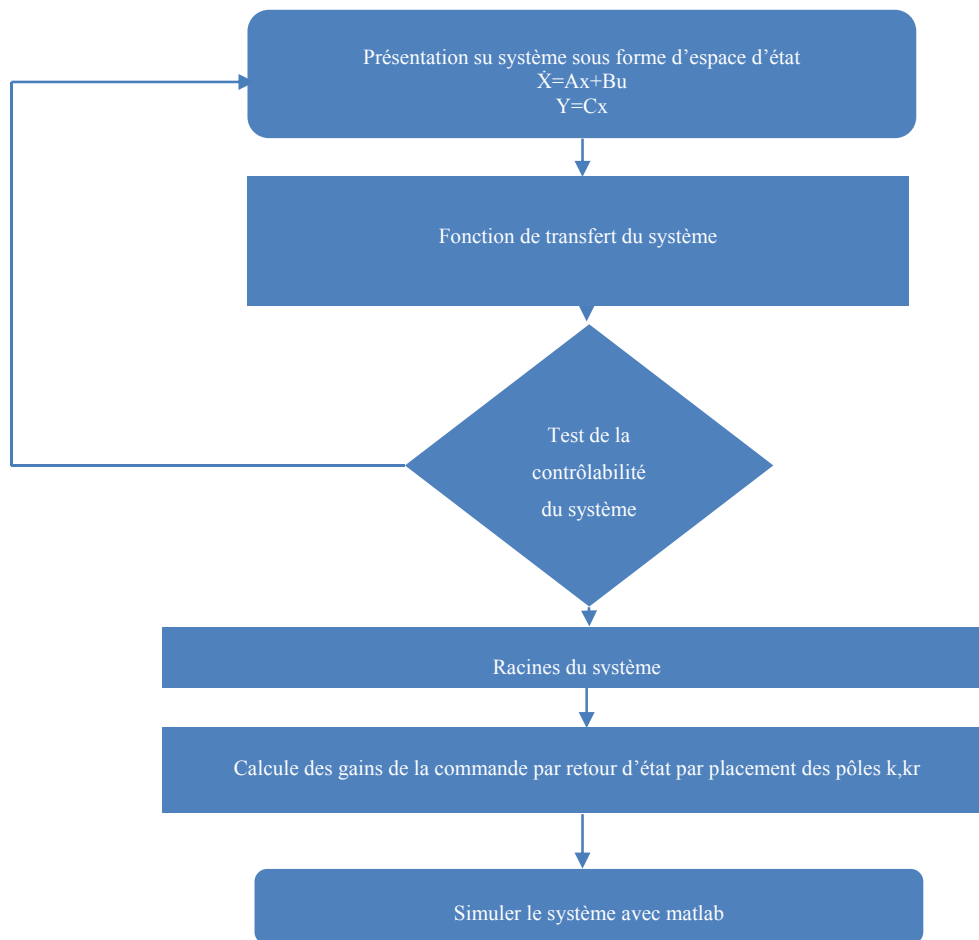 Présentation su système sous forme d’espace d’état
Ẋ=Ax+Bu
Y=Cx
Fonction de transfert du système
Test de la
contrôlabilité
du système
Racines du système
Calcule des gains de la commande par retour d’état par placement des pôles k,kr
Simuler le système avec matlab